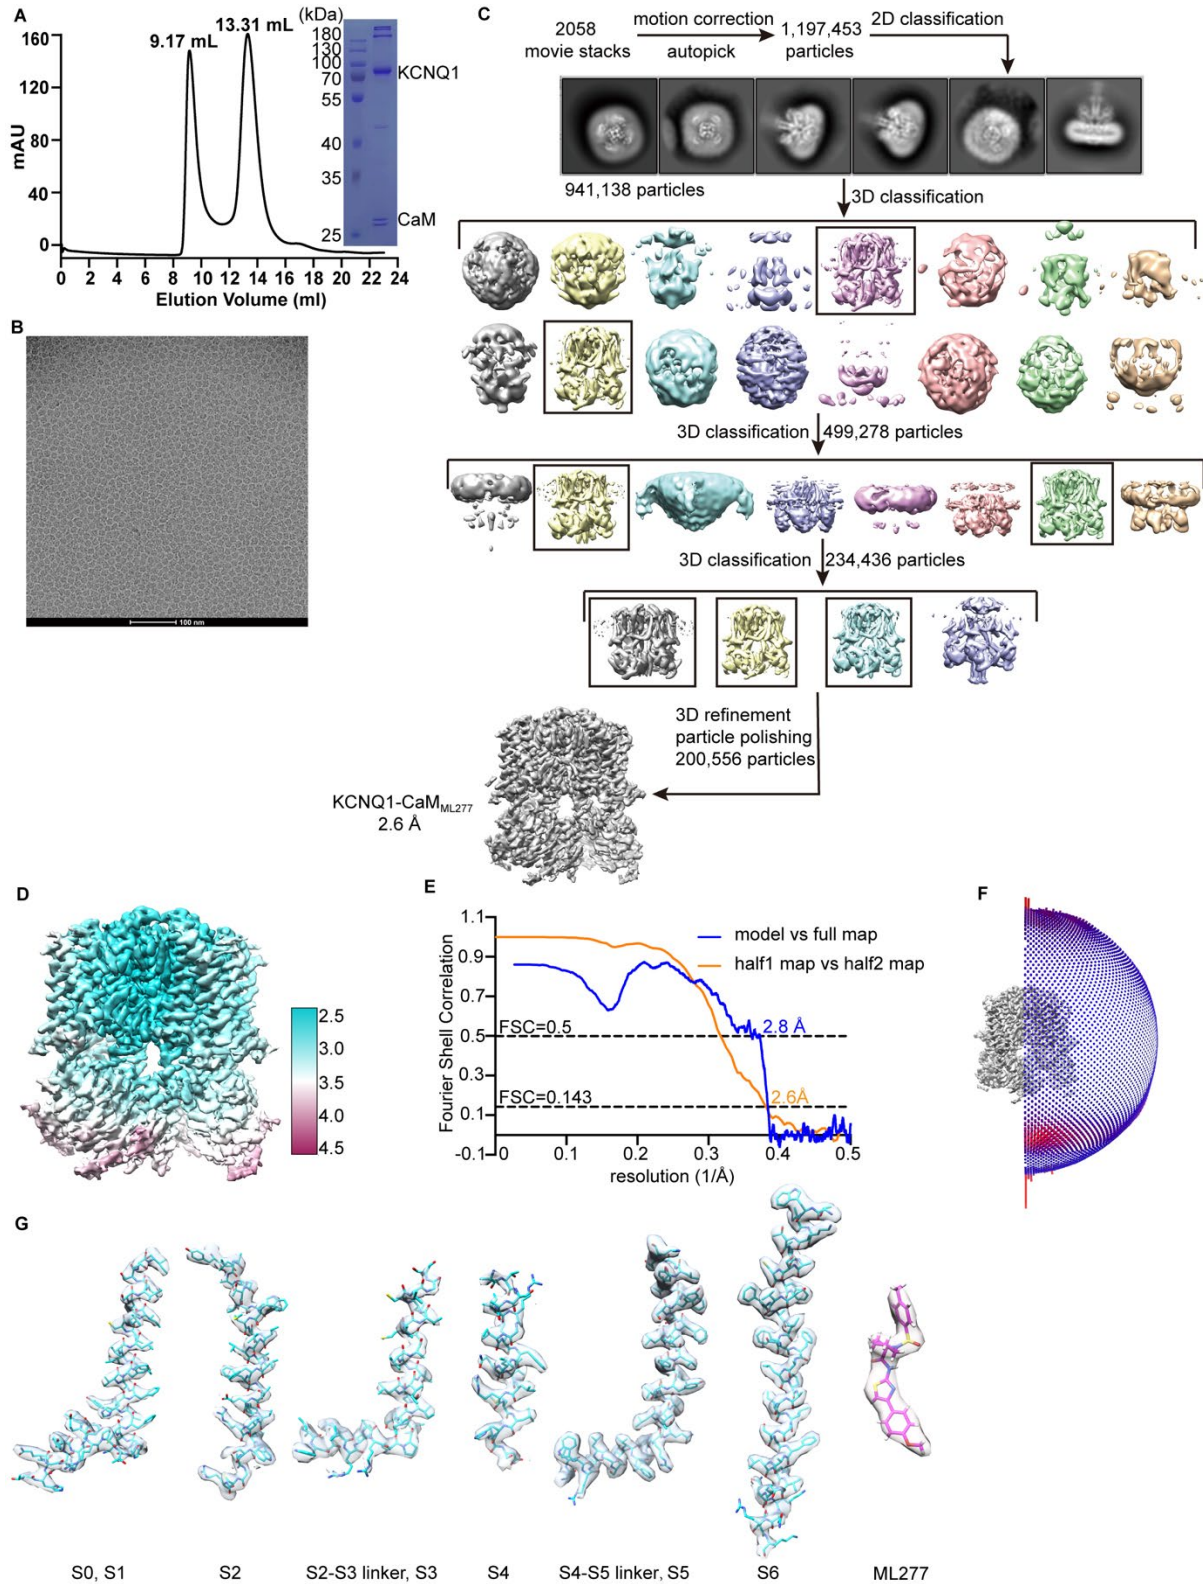 A
(kDa)
9.17 mL
13.31 mL
160
120
80
40
0
mAU
0 2 4 6 8 10 12 14 16 18 20 22 24
Elution Volume (ml)
180
130
100
70
55
40
35
25
KCNQ1
CaM
B
100 nm
C
2058
movie stacks
motion correction
autopick
1,197,453
particles
2D classification
941,138 particles
3D classification
3D classification
499,278 particles
3D classification
234,436 particles
3D refinement
particle polishing
200,556 particles
KCNQ1-CaMML277
2.6 Å
D
2.5
3.0
3.5
4.0
4.5
E
1.1
0.9
0.7
0.5
0.3
0.1
-0.1
Fourier Shell Correlation
model vs full map
half1 map vs half2 map
FSC=0.5
2.8 Å
FSC=0.143
2.6Å
0 0.1 0.2 0.3 0.4 0.5
resolution (1/Å)
F
G
S0, S1
S2
S2-S3 linker, S3
S4
S4-S5 linker, S5
S6
ML277